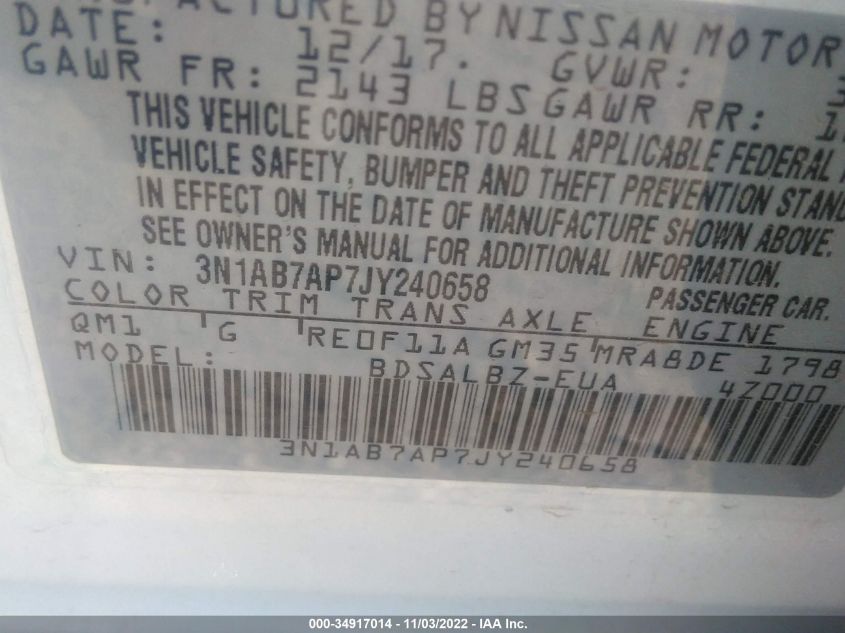 ACTURED BY NISSAN MOTOR
DATE: 12/17. GVWR:
GAWR FR: 2143 LBS GAWR RR:
THIS VEHICLE CONFORMS TO ALL APPLICABLE FEDERAL
VEHICLE SAFETY, BUMPER AND THEFT PREVENTION STAND
IN EFFECT ON THE DATE OF MANUFACTURE SHOWN ABOVE.
SEE OWNER'S MANUAL FOR ADDITIONAL INFORMATION.
VIN: 3N1AB7AP7JY240658 PASSENGER CAR.
COLOR TRIM TRANS AXLE ENGINE
QM1 G RE0F11A GM35 MRA8DE 1798
MODEL: BDSALBZ-EUA 4Z000
3N1AB7AP7JY240658
000-34917014 - 11/03/2022 - IAA Inc.